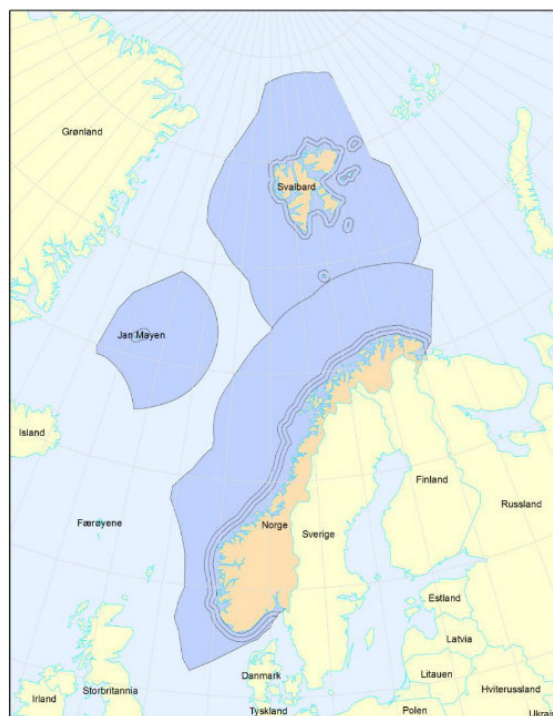 Grønland
Svalbard
Jan Mayen
Island
Finland
Russland
Færøyene
Norge
Sverige
Estland
Latvia
Danmark
Litauen
Hviterussland
Irland
Storbritannia
Tyskland
Polen
Ukrai